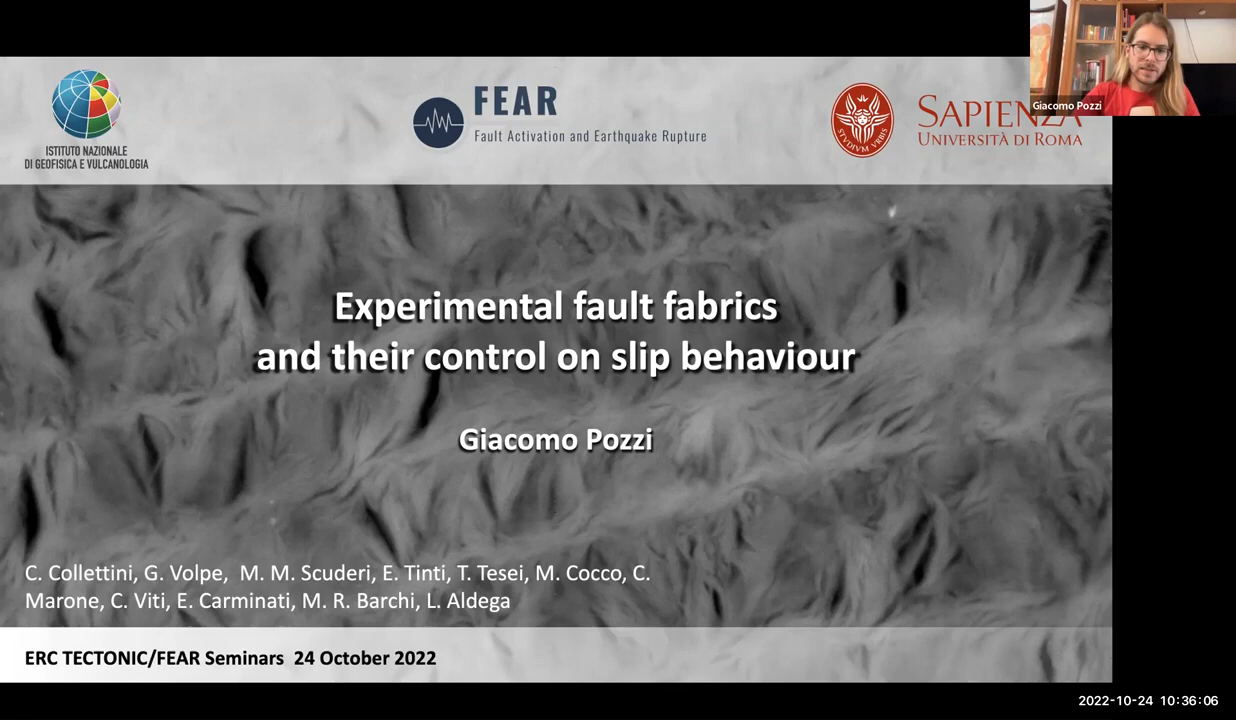 Giacomo Pozzi
ISTITUTO NAZIONALE
DI GEOFISICA E VULCANOLOGIA
FEAR
Fault Activation and Earthquake Rupture
STVDIVM VRBIS
SAPIENZA
UNIVERSITÀ DI ROMA
Experimental fault fabrics
and their control on slip behaviour
Giacomo Pozzi
C. Collettini, G. Volpe, M. M. Scuderi, E. Tinti, T. Tesei, M. Cocco, C.
Marone, C. Viti, E. Carminati, M. R. Barchi, L. Aldega
ERC TECTONIC/FEAR Seminars 24 October 2022
2022-10-24 10:36:06